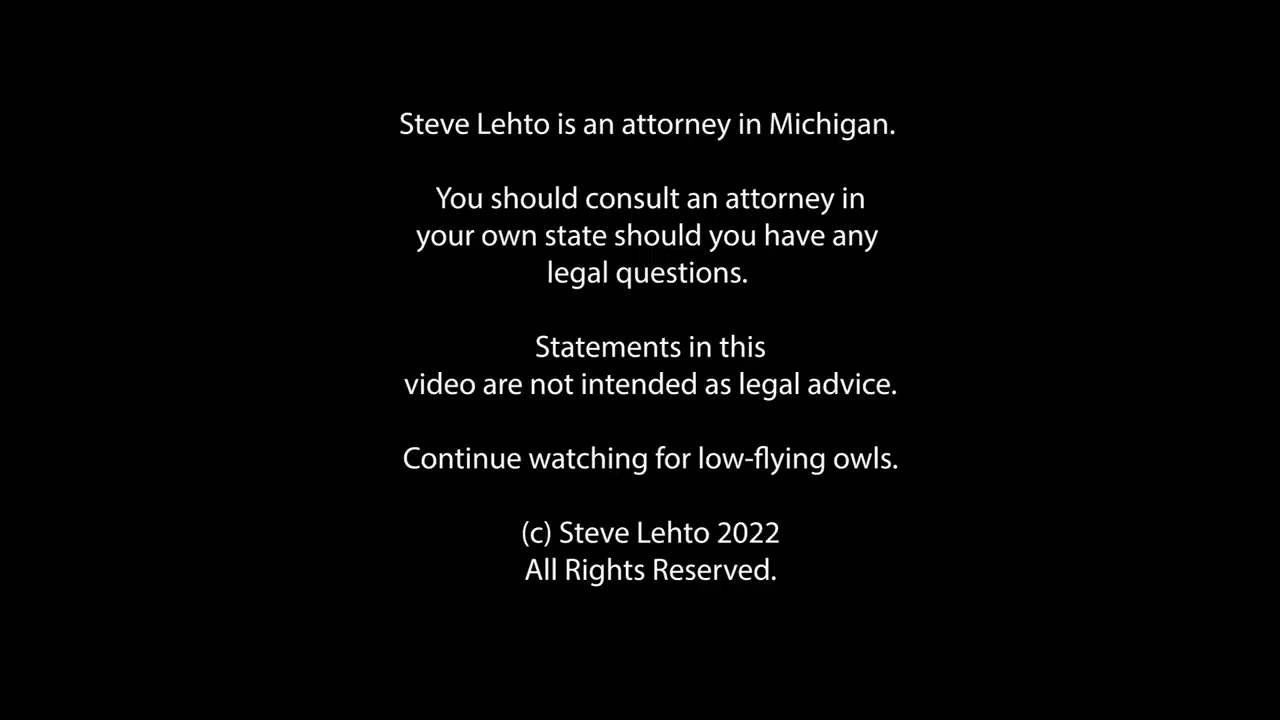 Steve Lehto is an attorney in Michigan.
You should consult an attorney in
your own state should you have any
legal questions.
Statements in this
video are not intended as legal advice.
Continue watching for low-flying owls.
(c) Steve Lehto 2022
All Rights Reserved.